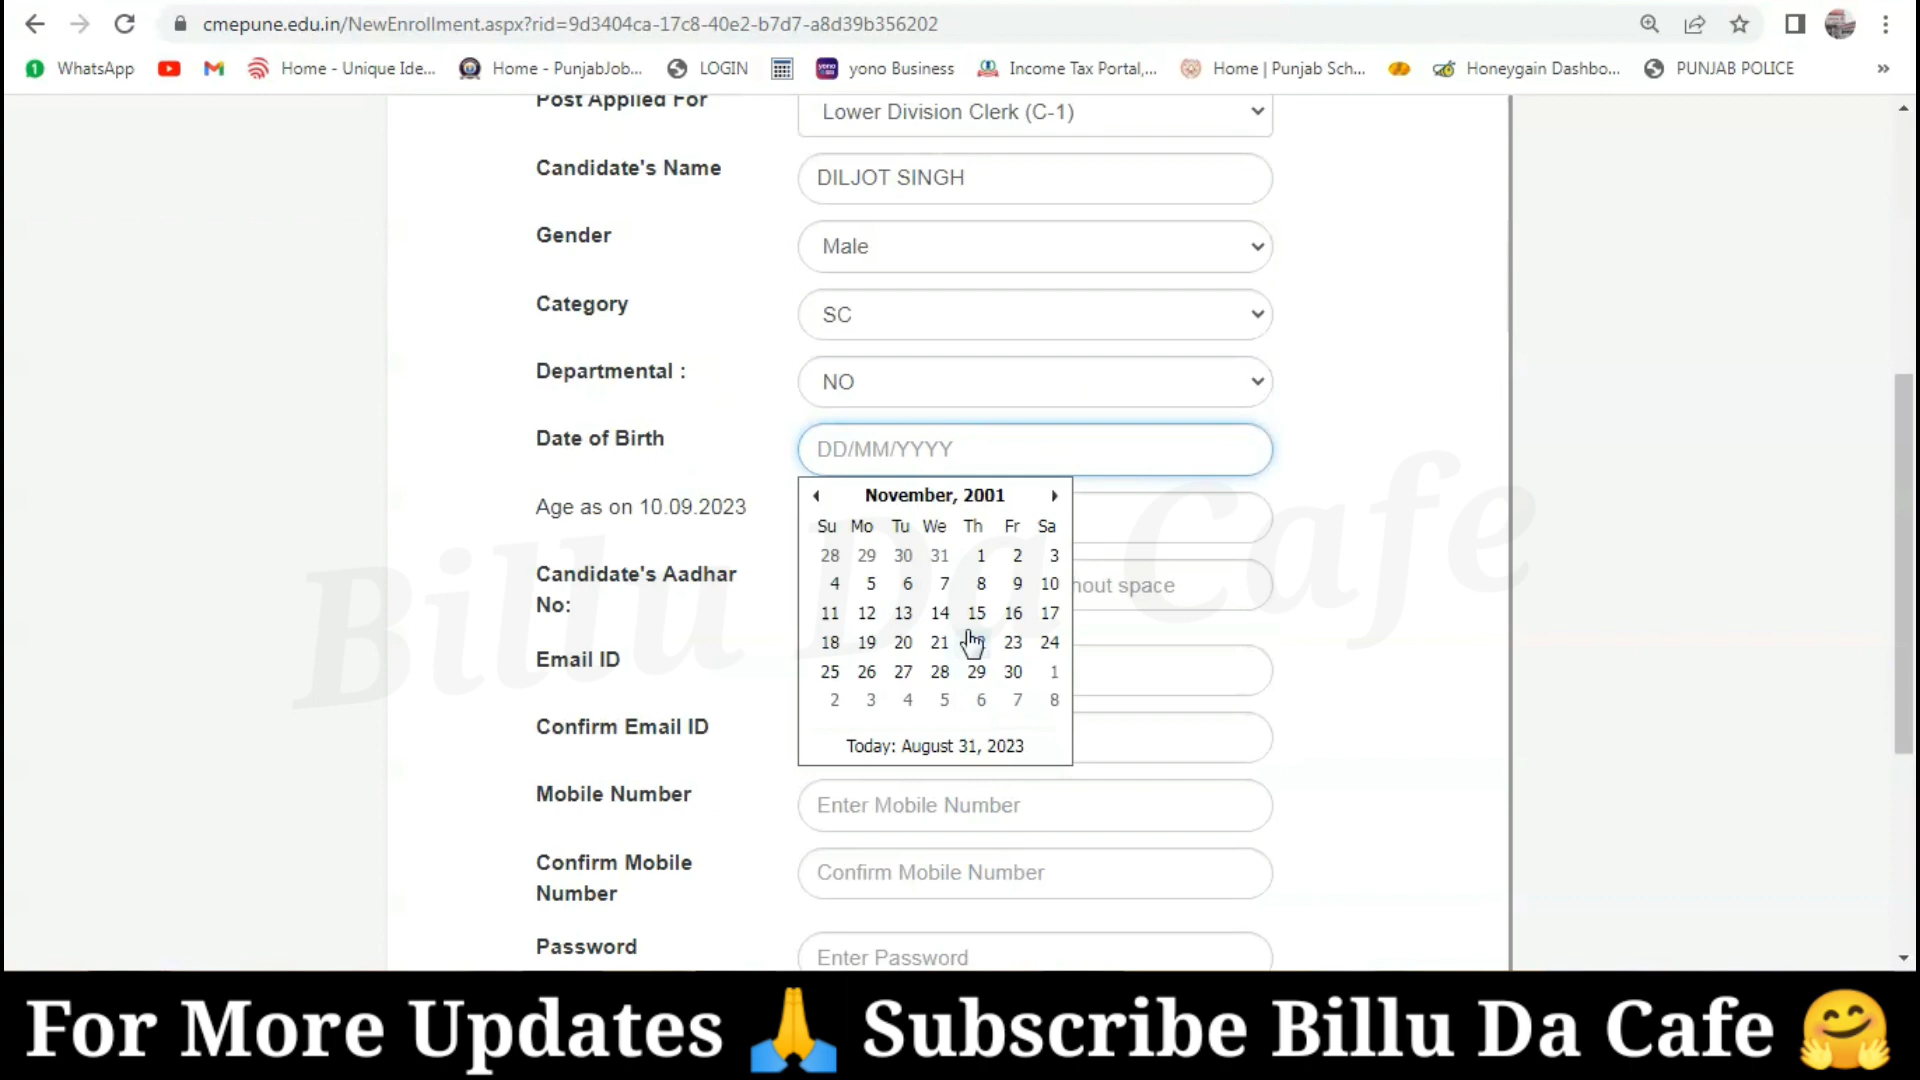 cmepune.edu.in/NewEnrollment.aspx?rid=9d3404ca-17c8-40e2-b7d7-a8d39b356202
WhatsApp Home - Unique Ide... Home - PunjabJob... LOGIN yono Business Income Tax Portal,... Home | Punjab Sch... Honeygain Dashbo... PUNJAB POLICE »
Post Applied For Lower Division Clerk (C-1)
Candidate's Name DILJOT SINGH
Gender Male
Category SC
Departmental : NO
Date of Birth DD/MM/YYYY
November, 2001
Age as on 10.09.2023
Su Mo Tu We Th Fr Sa
28 29 30 31 1 2 3
4 5 6 7 8 9 10
11 12 13 14 15 16 17
18 19 20 21 23 24
25 26 27 28 29 30 1
2 3 4 5 6 7 8
Today: August 31, 2023
Candidate's Aadhar
No:
hout space
Email ID
Confirm Email ID
Mobile Number Enter Mobile Number
Confirm Mobile
Number
Confirm Mobile Number
Password Enter Password
Billu Da Cafe
For More Updates 🙏 Subscribe Billu Da Cafe 🤗